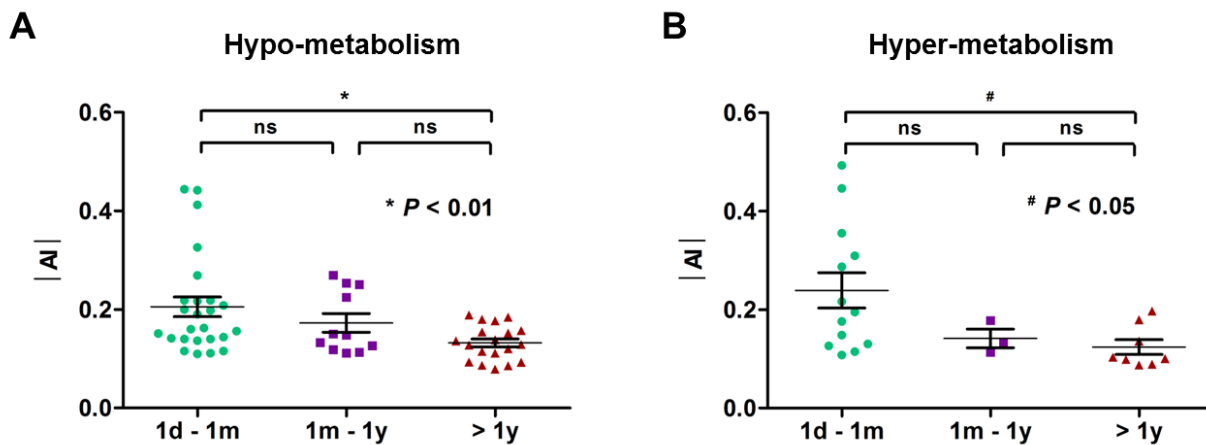 A
Hypo-metabolism
0.6
0.4
0.2
0.0
| AI |
*
ns
ns
* P < 0.01
1d - 1m
1m - 1y
> 1y
B
Hyper-metabolism
0.6
0.4
0.2
0.0
| AI |
#
ns
ns
# P < 0.05
1d - 1m
1m - 1y
> 1y